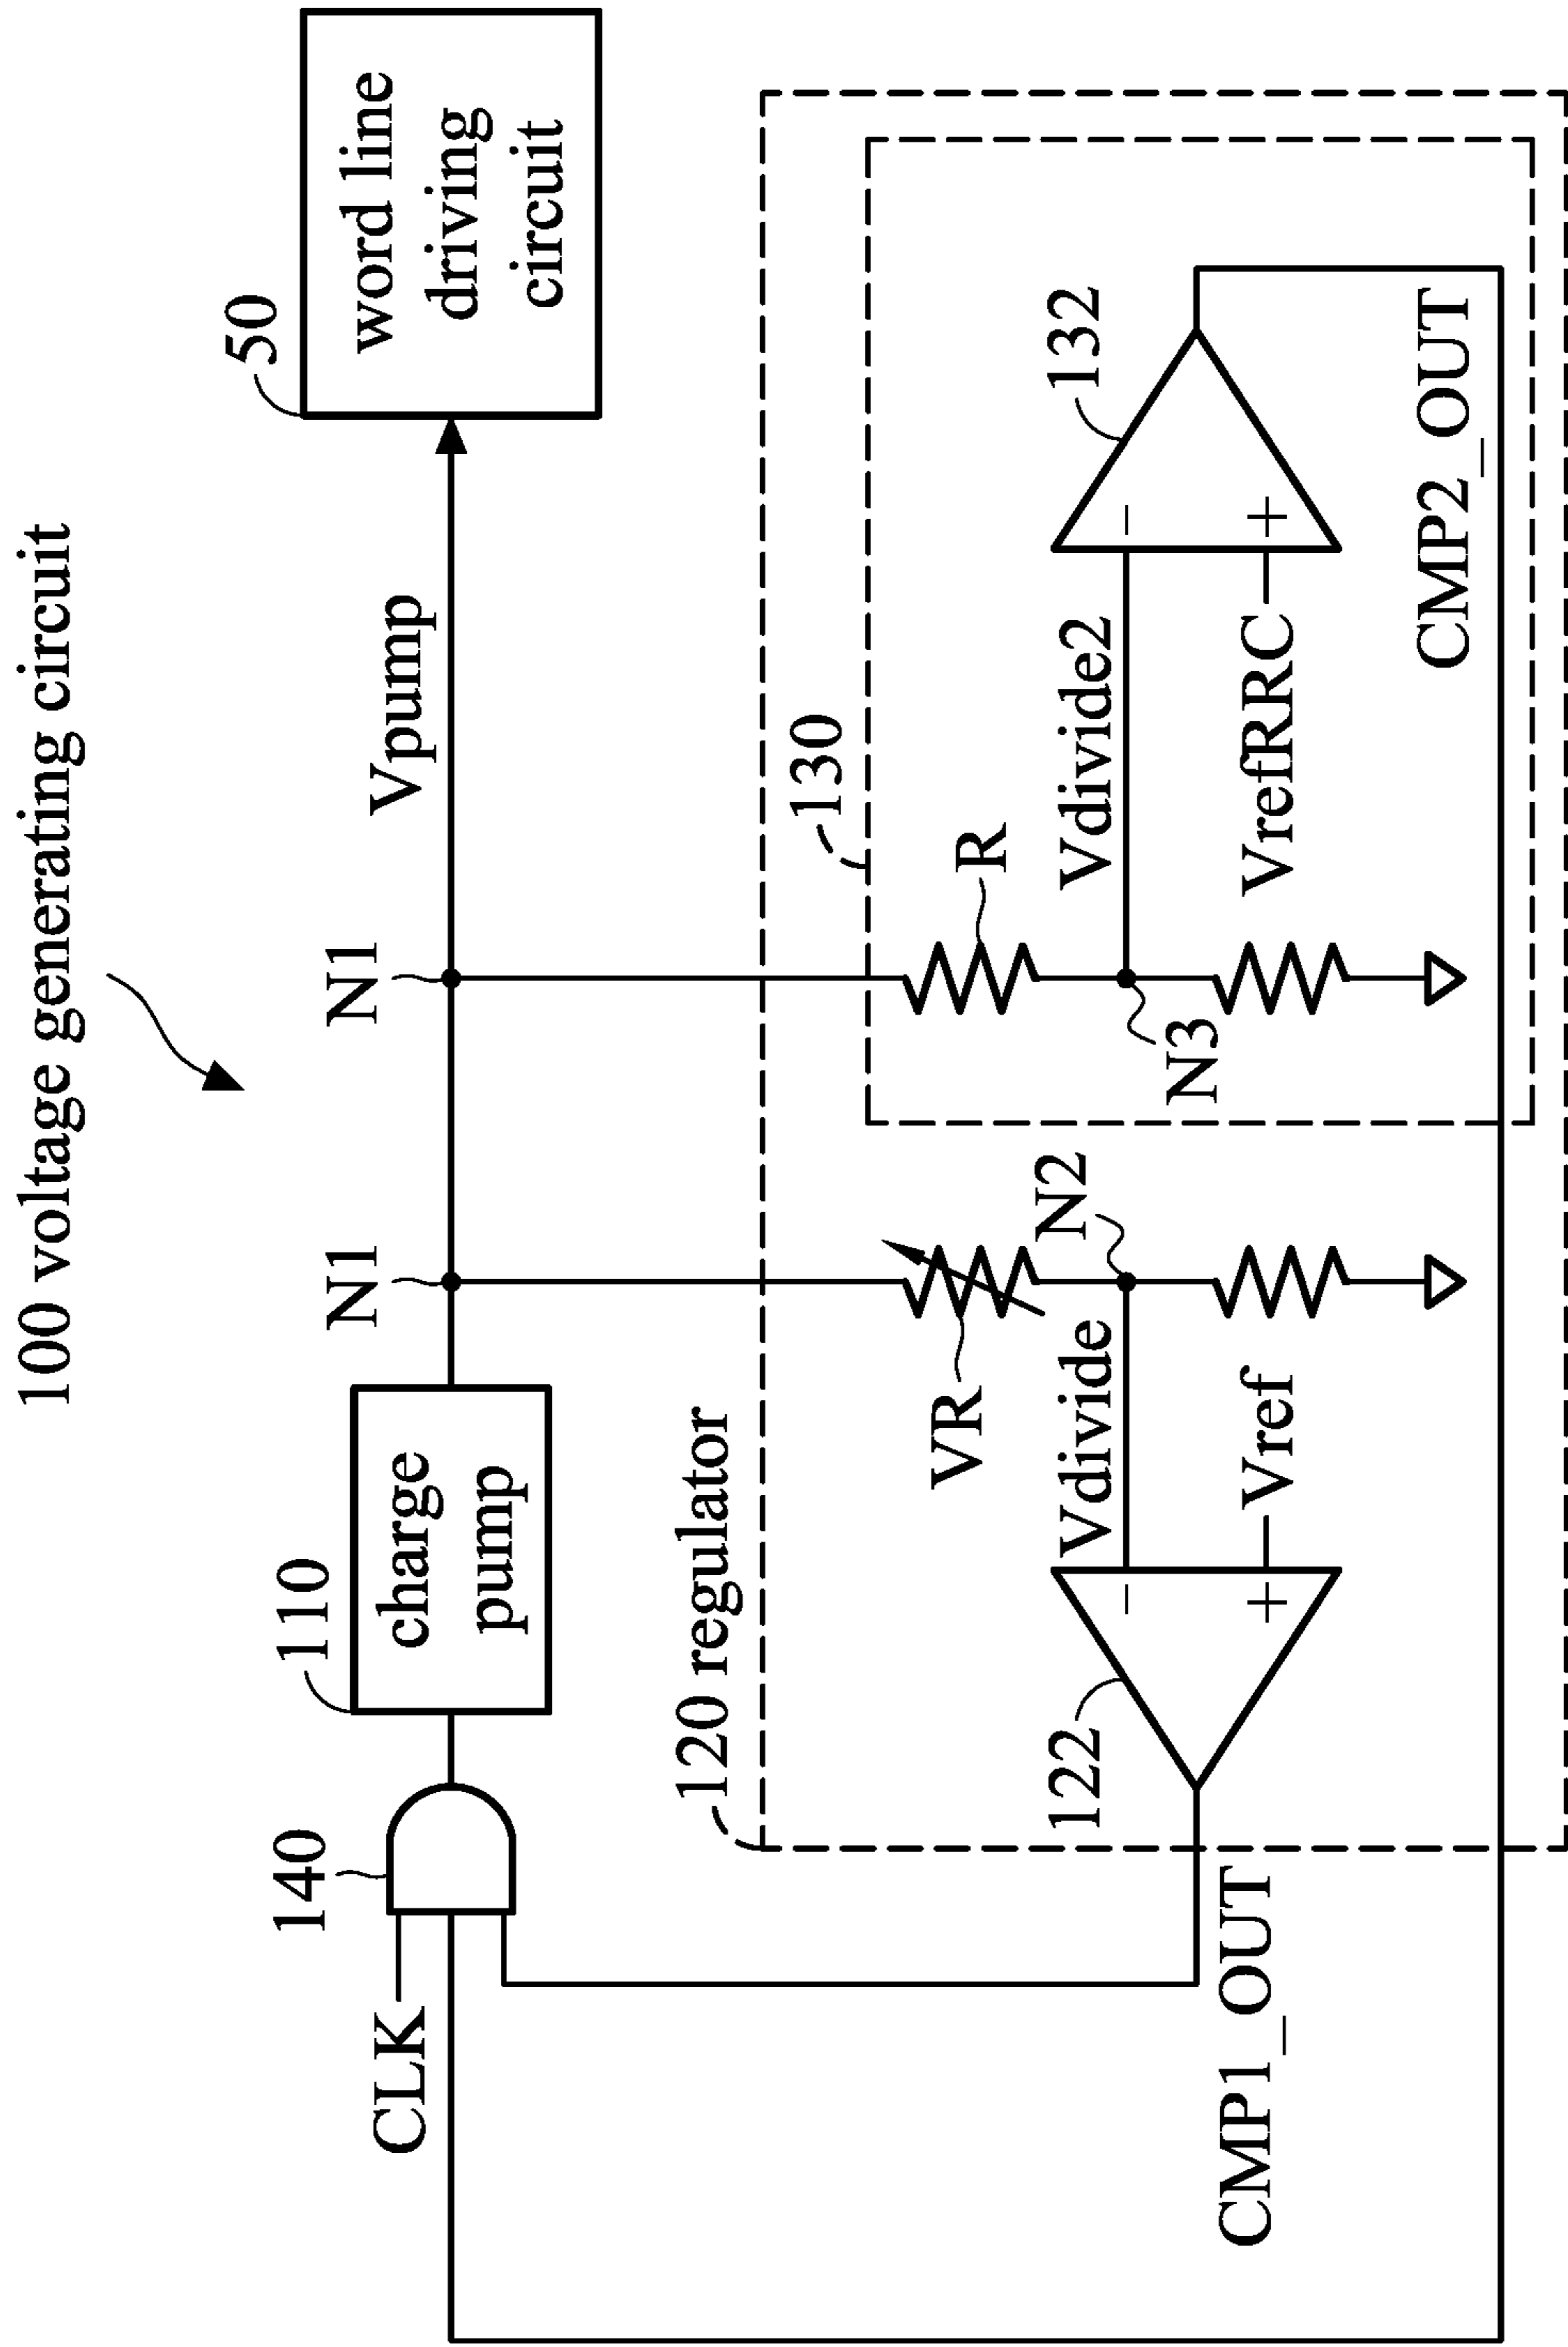 100 voltage generating circuit
50
word line
driving
circuit
Vpump
N1
N1
110
charge
pump
140
CLK
120 regulator
130
VR
R
N2
N3
Vdivide
Vref
Vdivide2
VrefRRC
122
132
CMP1_OUT
CMP2_OUT
−
+
−
+